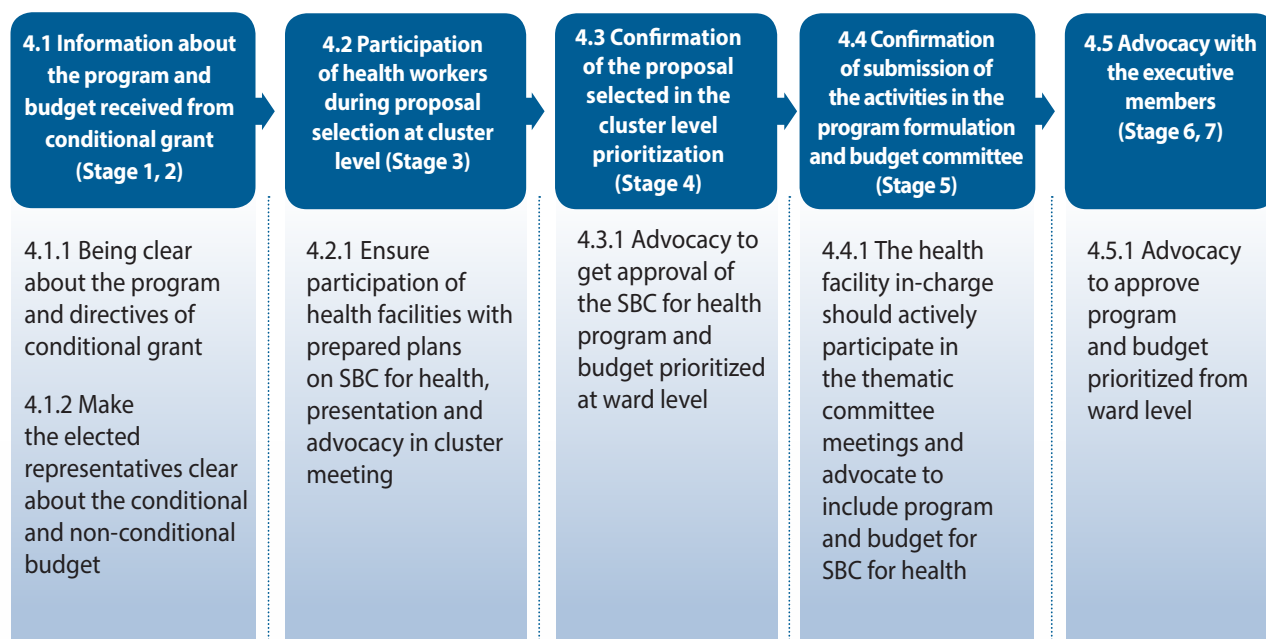 4.1 Information about
the program and
budget received from
conditional grant
(Stage 1, 2)
4.2 Participation
of health workers
during proposal
selection at cluster
level (Stage 3)
4.3 Confirmation
of the proposal
selected in the
cluster level
prioritization
(Stage 4)
4.4 Confirmation
of submission of
the activities in the
program formulation
and budget committee
(Stage 5)
4.5 Advocacy with
the executive
members
(Stage 6, 7)
4.1.1 Being clear
about the program
and directives of
conditional grant
4.1.2 Make
the elected
representatives clear
about the conditional
and non-conditional
budget
4.2.1 Ensure
participation of
health facilities with
prepared plans
on SBC for health,
presentation and
advocacy in cluster
meeting
4.3.1 Advocacy to
get approval of
the SBC for health
program and
budget prioritized
at ward level
4.4.1 The health
facility in-charge
should actively
participate in
the thematic
committee
meetings and
advocate to
include program
and budget for
SBC for health
4.5.1 Advocacy
to approve
program
and budget
prioritized from
ward level